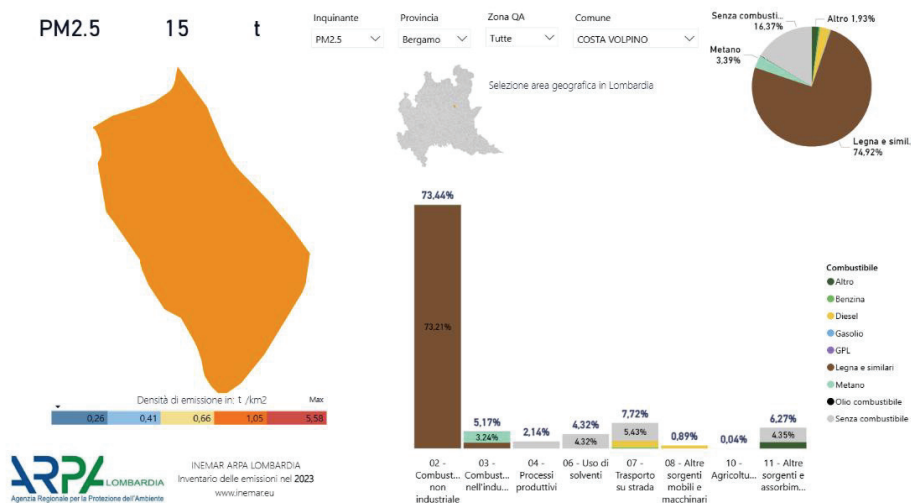 PM2.5 15 t
Inquinante
PM2.5
Provincia
Bergamo
Zona QA
Tutte
Comune
COSTA VOLPINO
Selezione area geografica in Lombardia
Senza combusti...
16,37%
Altro 1,93%
Metano
3,39%
Legna e simil.
74,92%
73,44%
73,21%
5,17%
3.24%
2,14%
4,32%
4.32%
7,72%
5,43%
0,89%
0,04%
6,27%
4.35%
02 -
Combust...
non
industriale
03 -
Combust...
nell'indu...
04 -
Processi
produttivi
06 - Uso di
solventi
07 -
Trasporto
su strada
08 - Altre
sorgenti
mobili e
macchinari
10 -
Agricoltu...
11 - Altre
sorgenti e
assorbim...
Combustibile
Altro
Benzina
Diesel
Gasolio
GPL
Legna e similari
Metano
Olio combustibile
Senza combustibile
Densità di emissione in: t /km2
Max
0,26 0,41 0,66 1,05 5,58
ARPA LOMBARDIA
Agenzia Regionale per la Protezione dell'Ambiente
INEMAR ARPA LOMBARDIA
Inventario delle emissioni nel 2023
www.inemar.eu